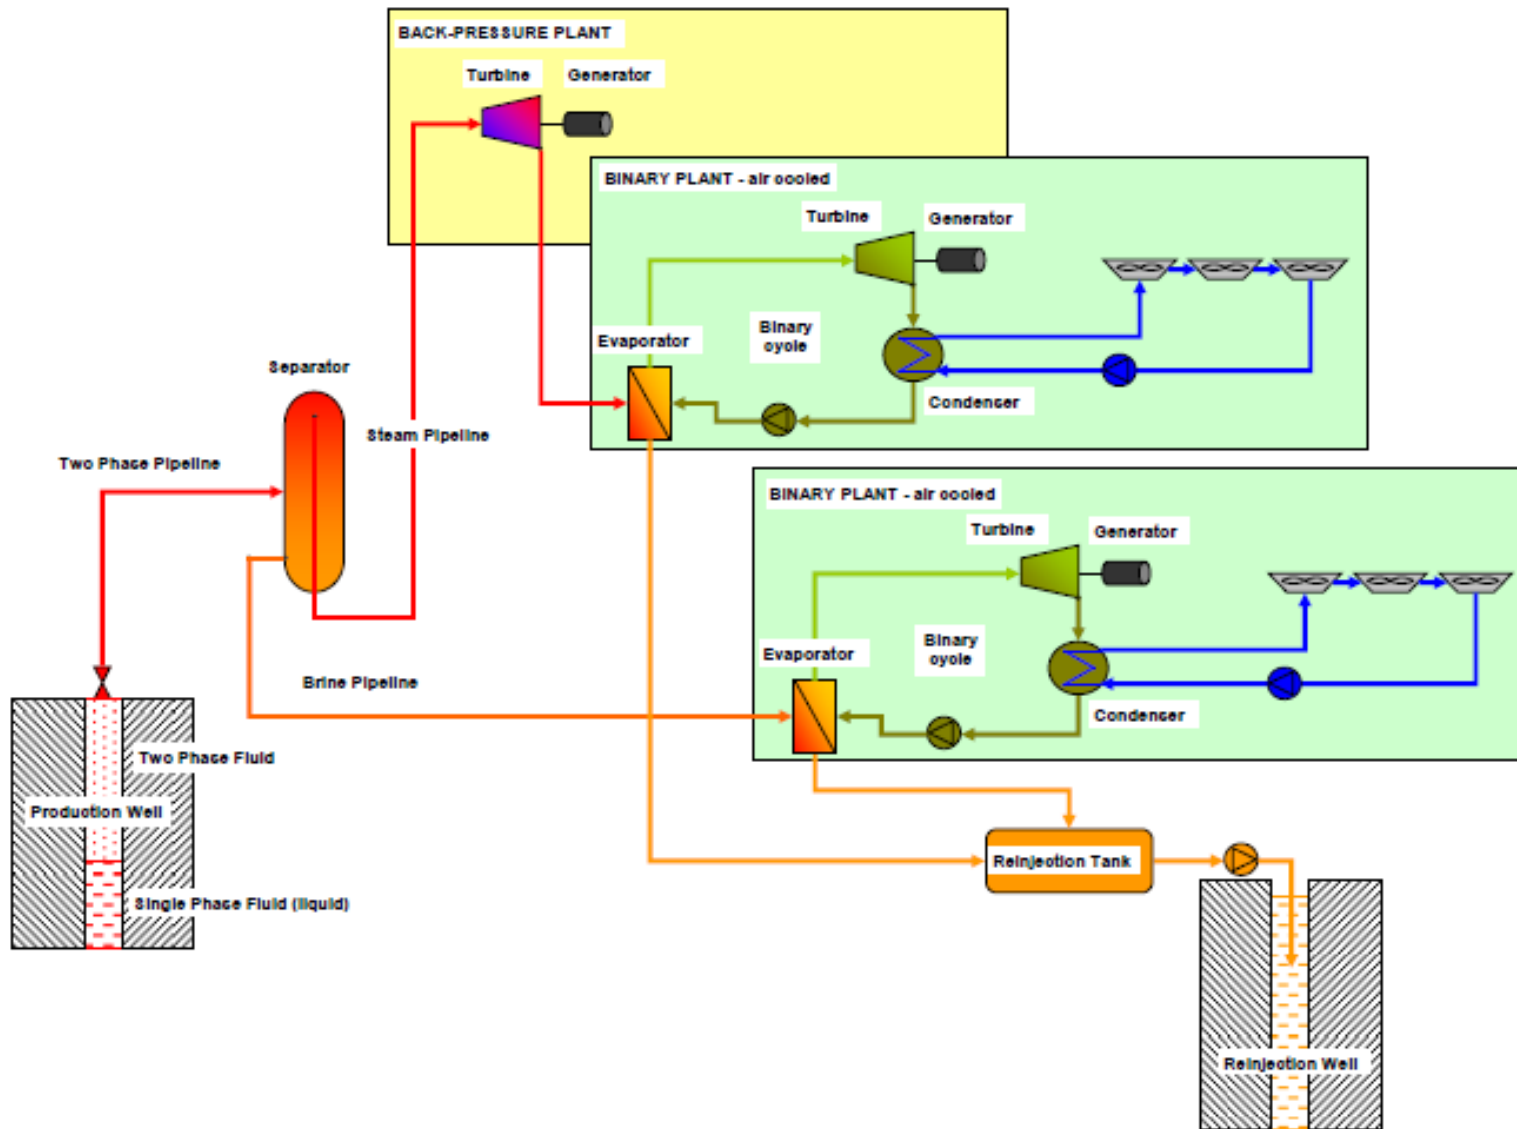 BACK-PRESSURE PLANT
Turbine
Generator
BINARY PLANT - air cooled
Turbine
Generator
Binary
cycle
Evaporator
Condenser
Separator
Steam Pipeline
Two Phase Pipeline
BINARY PLANT - air cooled
Turbine
Generator
Binary
cycle
Evaporator
Condenser
Brine Pipeline
Two Phase Fluid
Production Well
Single Phase Fluid (liquid)
Reinjection Tank
Reinjection Well